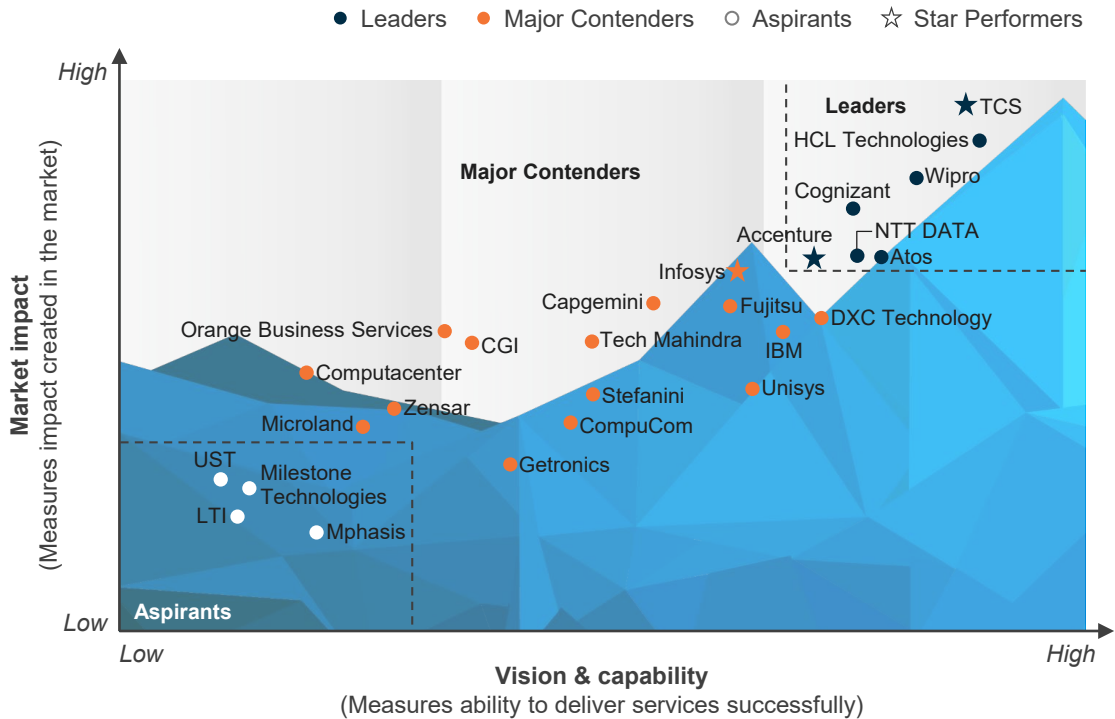 Leaders Major Contenders Aspirants Star Performers
High
Leaders
TCS
HCL Technologies
Major Contenders
Wipro
Cognizant
Accenture
NTT DATA
Atos
Infosys
Capgemini
Fujitsu
DXC Technology
Orange Business Services
CGI
Tech Mahindra
IBM
Computacenter
Unisys
Stefanini
Zensar
Microland
CompuCom
UST
Getronics
Milestone
Technologies
LTI
Mphasis
Aspirants
Market impact
(Measures impact created in the market)
Low
Low
High
Vision & capability
(Measures ability to deliver services successfully)